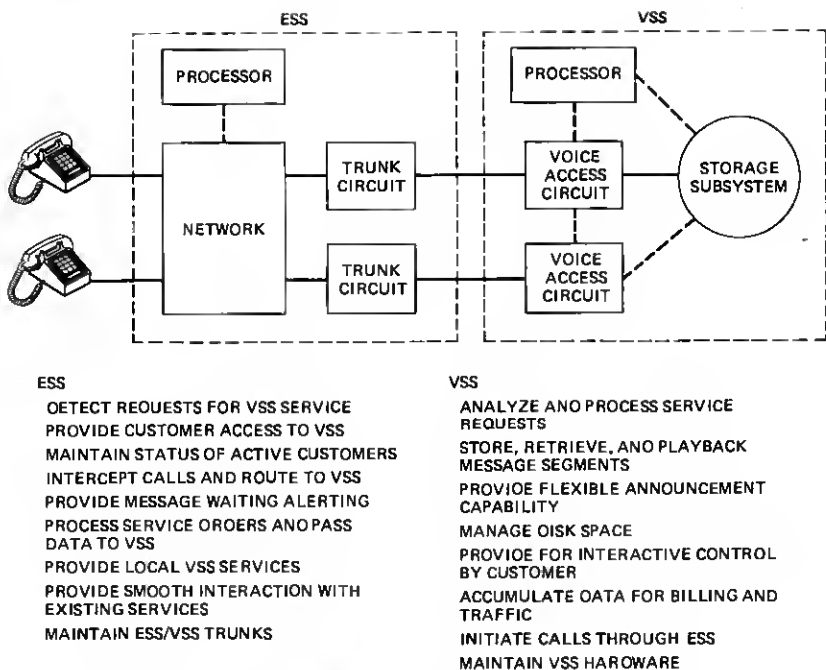 ESS
VSS
PROCESSOR
PROCESSOR
NETWORK
TRUNK
CIRCUIT
VOICE
ACCESS
CIRCUIT
STORAGE
SUBSYSTEM
TRUNK
CIRCUIT
VOICE
ACCESS
CIRCUIT
ESS
OETECT REQUESTS FOR VSS SERVICE
PROVIDE CUSTOMER ACCESS TO VSS
MAINTAIN STATUS OF ACTIVE CUSTOMERS
INTERCEPT CALLS AND ROUTE TO VSS
PROVIDE MESSAGE WAITING ALERTING
PROCESS SERVICE OROERS AND PASS
DATA TO VSS
PROVIDE LOCAL VSS SERVICES
PROVIDE SMOOTH INTERACTION WITH
EXISTING SERVICES
MAINTAIN ESS/VSS TRUNKS
VSS
ANALYZE AND PROCESS SERVICE
REQUESTS
STORE, RETRIEVE, AND PLAYBACK
MESSAGE SEGMENTS
PROVIOE FLEXIBLE ANNOUNCEMENT
CAPABILITY
MANAGE OISK SPACE
PROVIOE FOR INTERACTIVE CONTROL
BY CUSTOMER
ACCUMULATE OATA FOR BILLING AND
TRAFFIC
INITIATE CALLS THROUGH ESS
MAINTAIN VSS HAROWARE